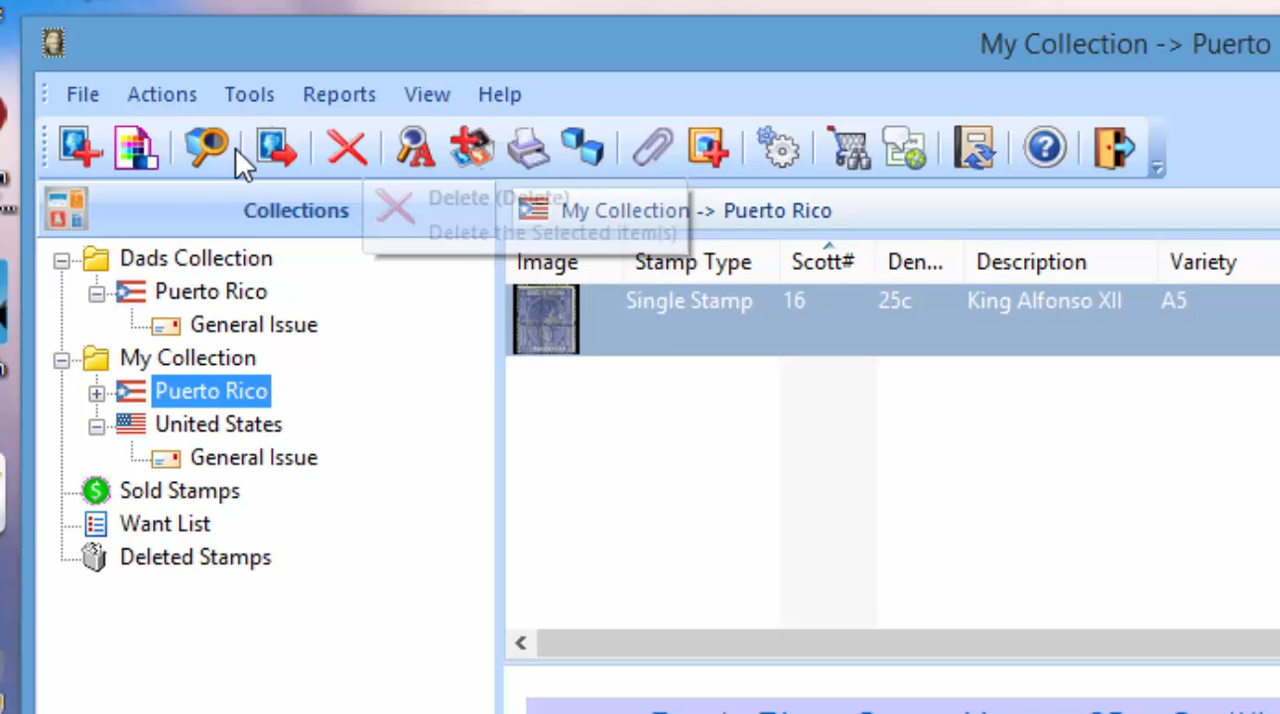 My Collection -> Puerto
File Actions Tools Reports View Help
Delete (Delete)
Delete the Selected item(s)
Collections
My Collection -> Puerto Rico
Image Stamp Type Scott# Den... Description Variety
Single Stamp 16 25c King Alfonso XII A5
Dads Collection
Puerto Rico
General Issue
My Collection
Puerto Rico
United States
General Issue
Sold Stamps
Want List
Deleted Stamps